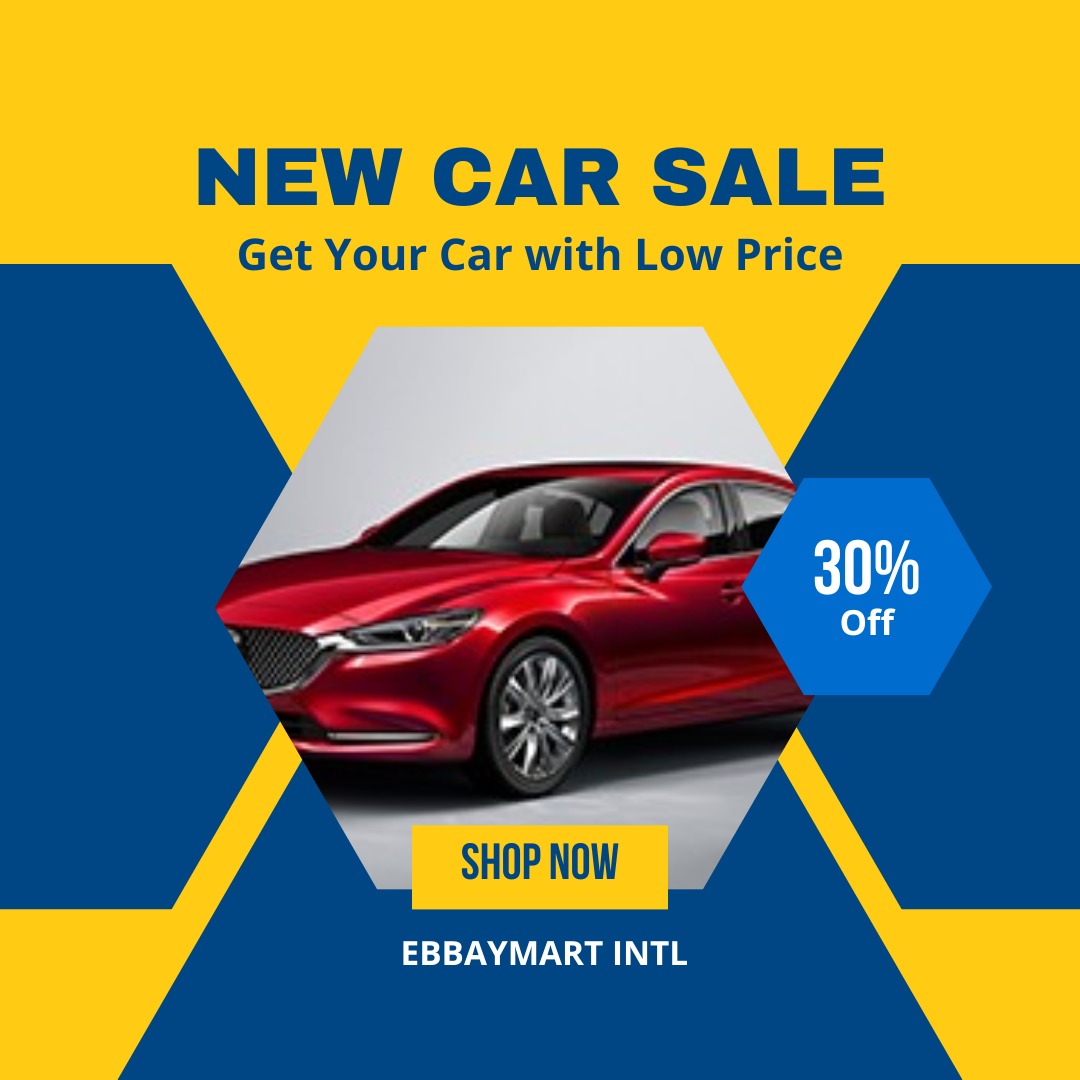 NEW CAR SALE
Get Your Car with Low Price
30%
Off
SHOP NOW
EBBAYMART INTL